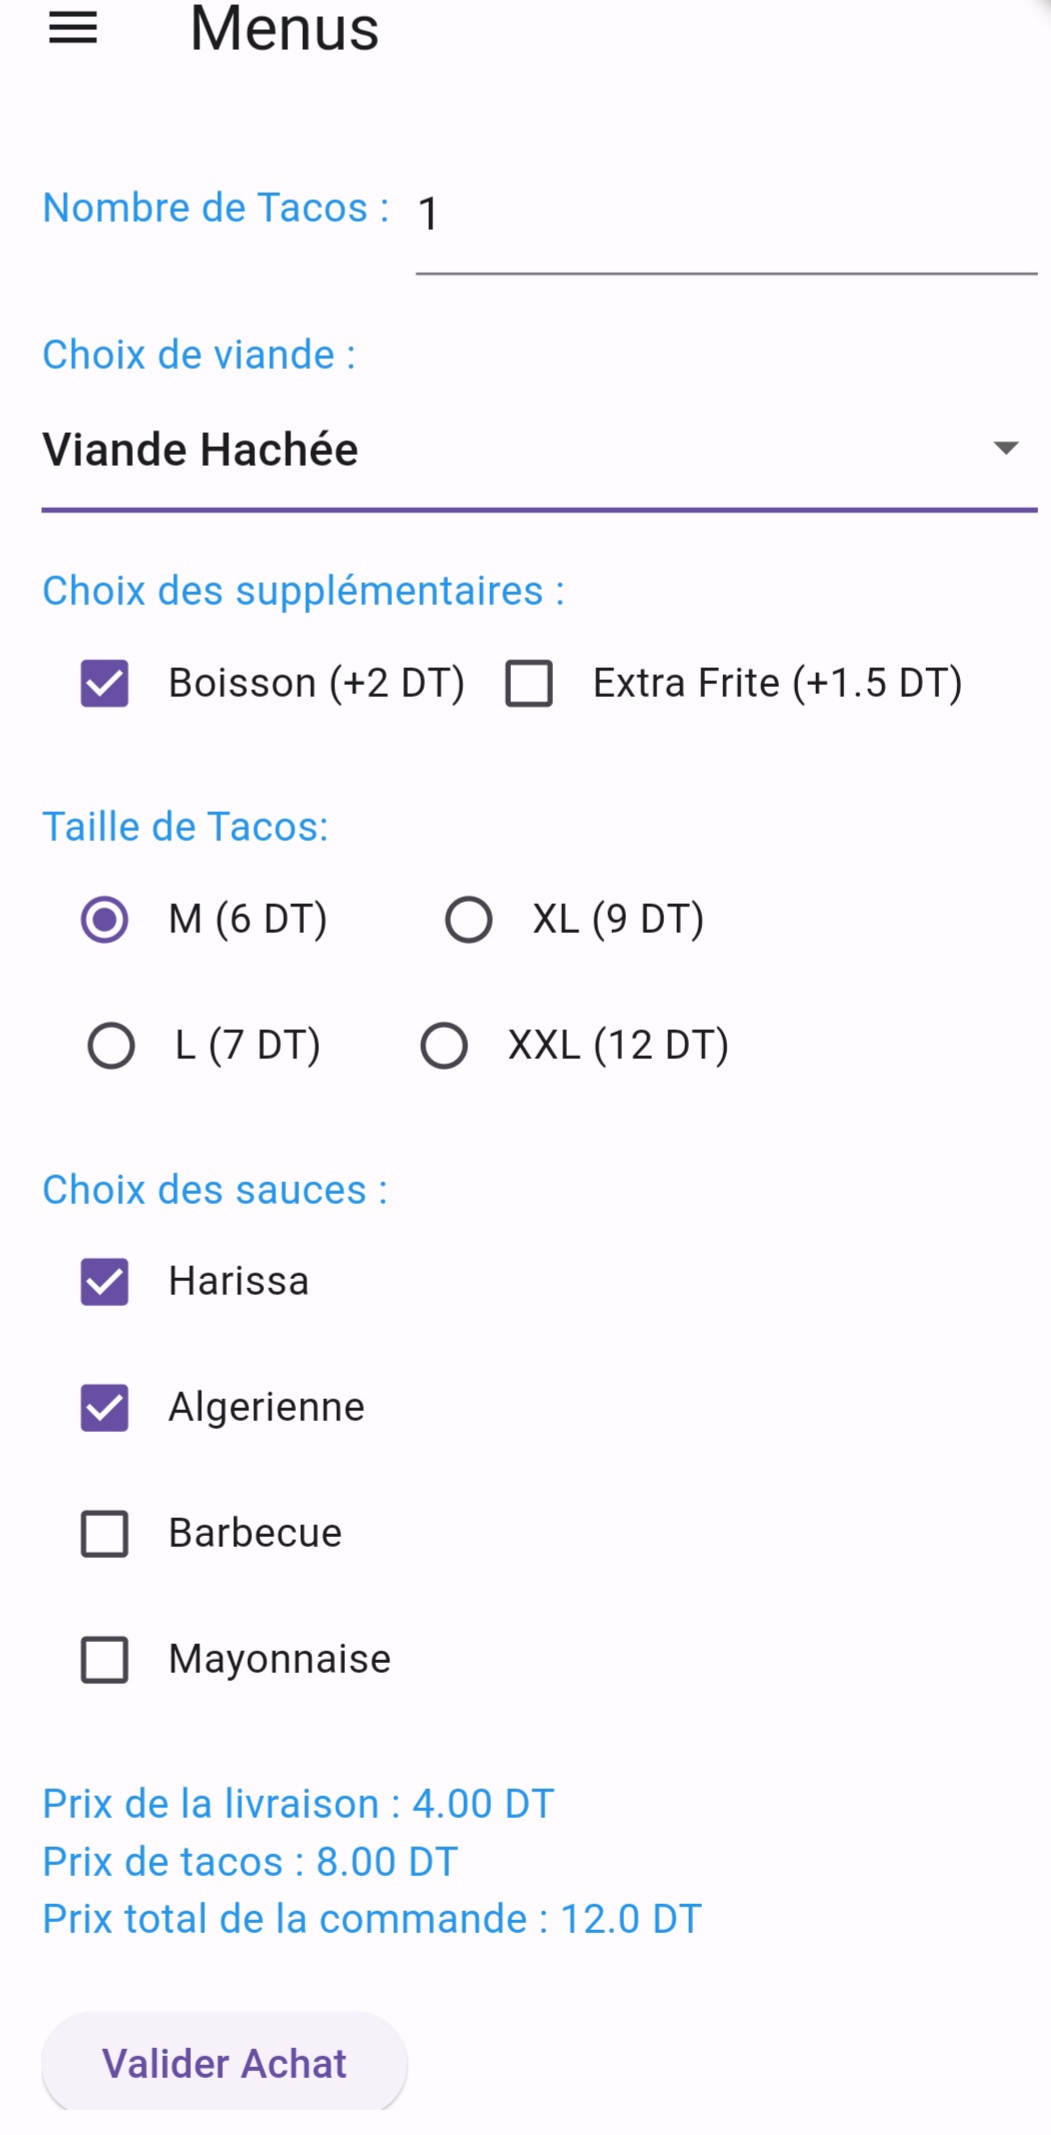 Menus
Nombre de Tacos : 1
Choix de viande :
Viande Hachée
Choix des supplémentaires :
Boisson (+2 DT) Extra Frite (+1.5 DT)
Taille de Tacos:
M (6 DT) XL (9 DT)
L (7 DT) XXL (12 DT)
Choix des sauces :
Harissa
Algerienne
Barbecue
Mayonnaise
Prix de la livraison : 4.00 DT
Prix de tacos : 8.00 DT
Prix total de la commande : 12.0 DT
Valider Achat